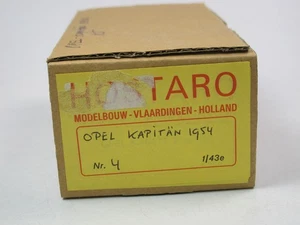 HOSTARO
MODELBOUW-VLAARDINGEN-HOLLAND
OPEL KAPITÄN 1954
Nr. 4
1/43e